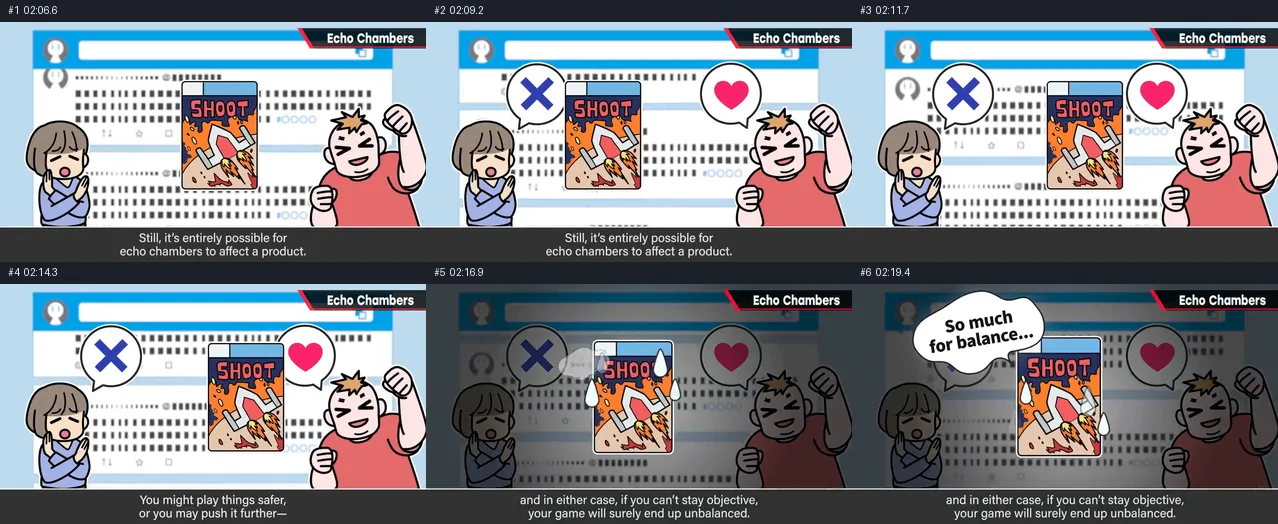 #1 02:06.6
Echo Chambers
SHOOT
Still, it's entirely possible for
echo chambers to affect a product.
#2 02:09.2
Echo Chambers
SHOOT
Still, it's entirely possible for
echo chambers to affect a product.
#3 02:11.7
Echo Chambers
SHOOT
#4 02:14.3
Echo Chambers
SHOOT
You might play things safer,
or you may push it further—
#5 02:16.9
Echo Chambers
SHOO
and in either case, if you can't stay objective,
your game will surely end up unbalanced.
#6 02:19.4
Echo Chambers
So much
for balance...
SHOOT
and in either case, if you can't stay objective,
your game will surely end up unbalanced.